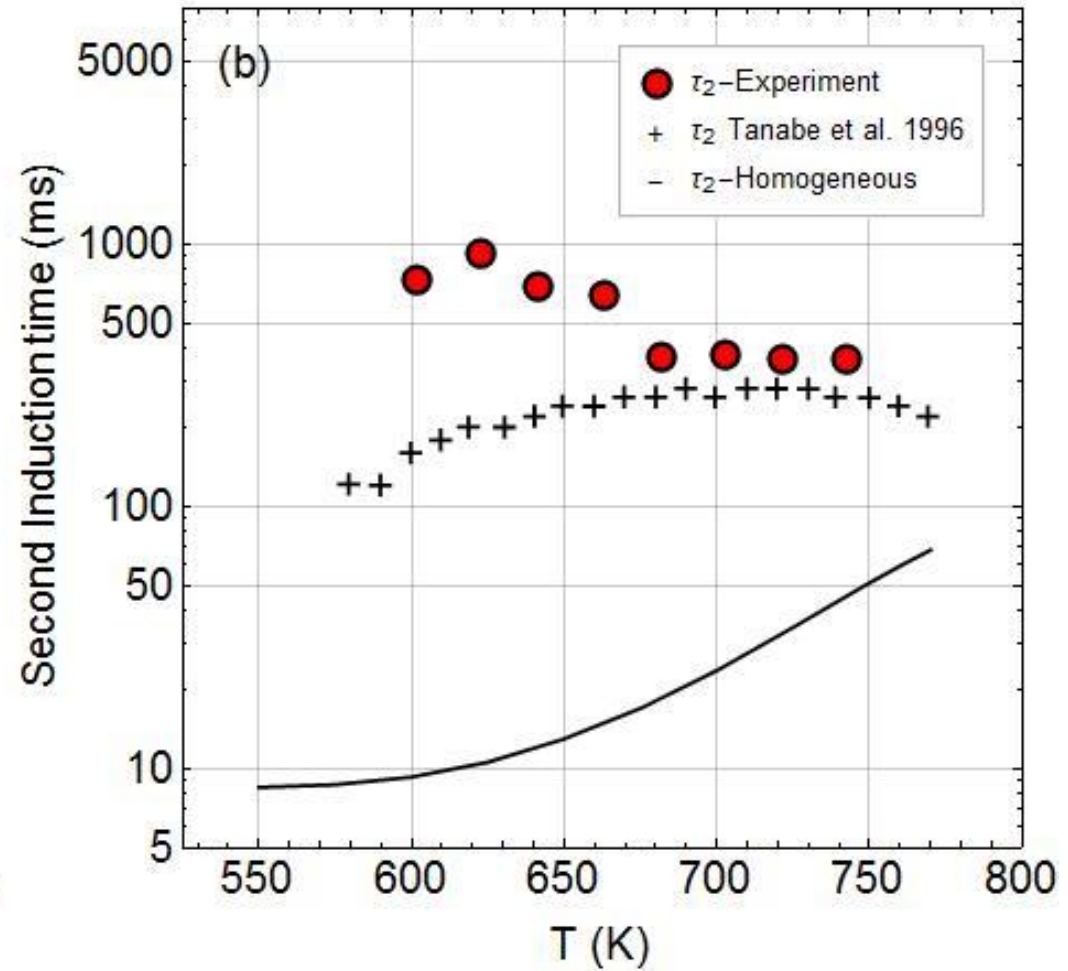 (b)
τ2-Experiment
τ2 Tanabe et al. 1996
τ2-Homogeneous
Second Induction time (ms)
5000
1000
500
100
50
10
5
550 600 650 700 750 800
T (K)